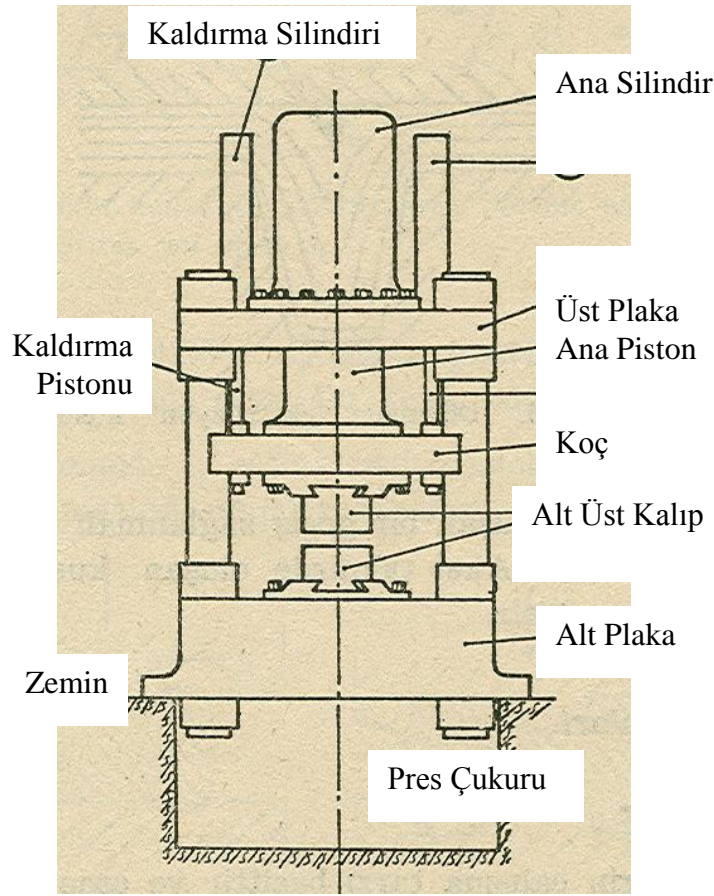 Kaldırma Silindiri
Ana Silindir
Üst Plaka
Ana Piston
Kaldırma
Pistonu
Koç
Alt Üst Kalıp
Alt Plaka
Zemin
Pres Çukuru